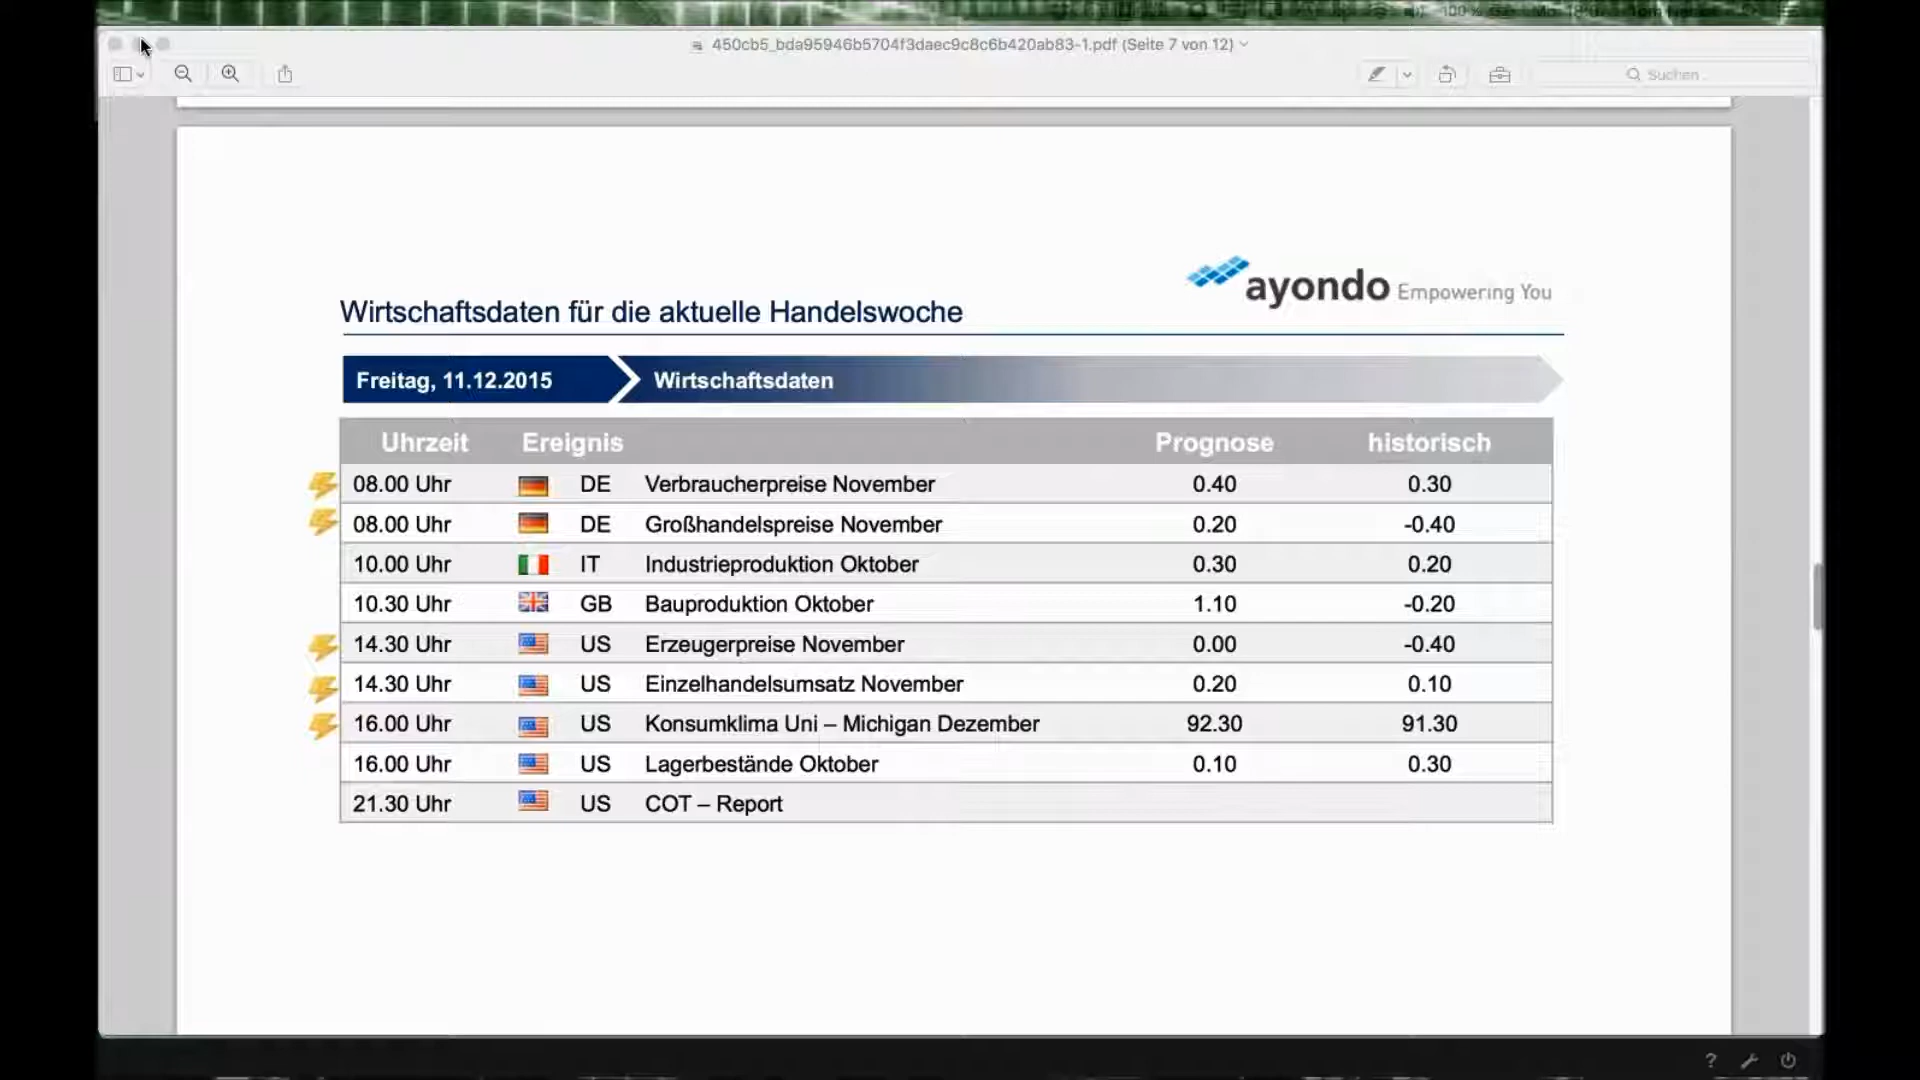 450cb5_bda95946b5704f3daec9c8c6b420ab83-1.pdf (Seite 7 von 12)
Suchen
ayondo Empowering You
Wirtschaftsdaten für die aktuelle Handelswoche
Freitag, 11.12.2015 Wirtschaftsdaten
Uhrzeit Ereignis Prognose historisch
08.00 Uhr DE Verbraucherpreise November 0.40 0.30
08.00 Uhr DE Großhandelspreise November 0.20 -0.40
10.00 Uhr IT Industrieproduktion Oktober 0.30 0.20
10.30 Uhr GB Bauproduktion Oktober 1.10 -0.20
14.30 Uhr US Erzeugerpreise November 0.00 -0.40
14.30 Uhr US Einzelhandelsumsatz November 0.20 0.10
16.00 Uhr US Konsumklima Uni – Michigan Dezember 92.30 91.30
16.00 Uhr US Lagerbestände Oktober 0.10 0.30
21.30 Uhr US COT – Report
?